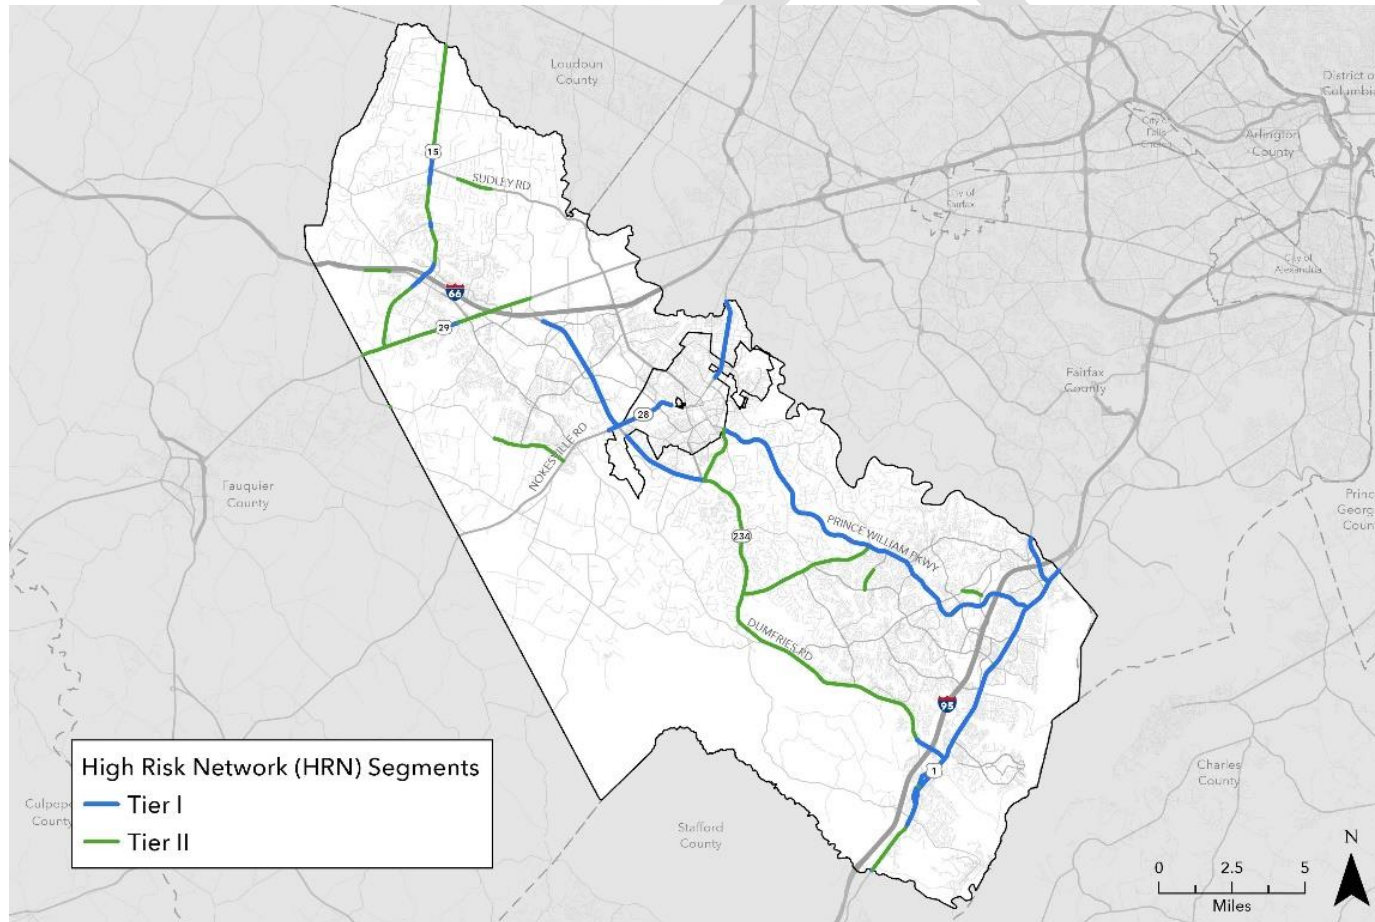 Loudoun
County
District of
Columbia
City of
Falls
Church
Arlington
County
15
SUDLEY RD
City of
Fairfax
City of
Alexandria
66
29
28
NOKESVILLE RD
Fairfax
County
Fauquier
County
Prince
George
County
PRINCE WILLIAM PKWY
234
DUMFRIES RD
95
1
High Risk Network (HRN) Segments
Tier I
Tier II
Culpeper
County
Stafford
County
Charles
County
N
0 2.5 5
Miles